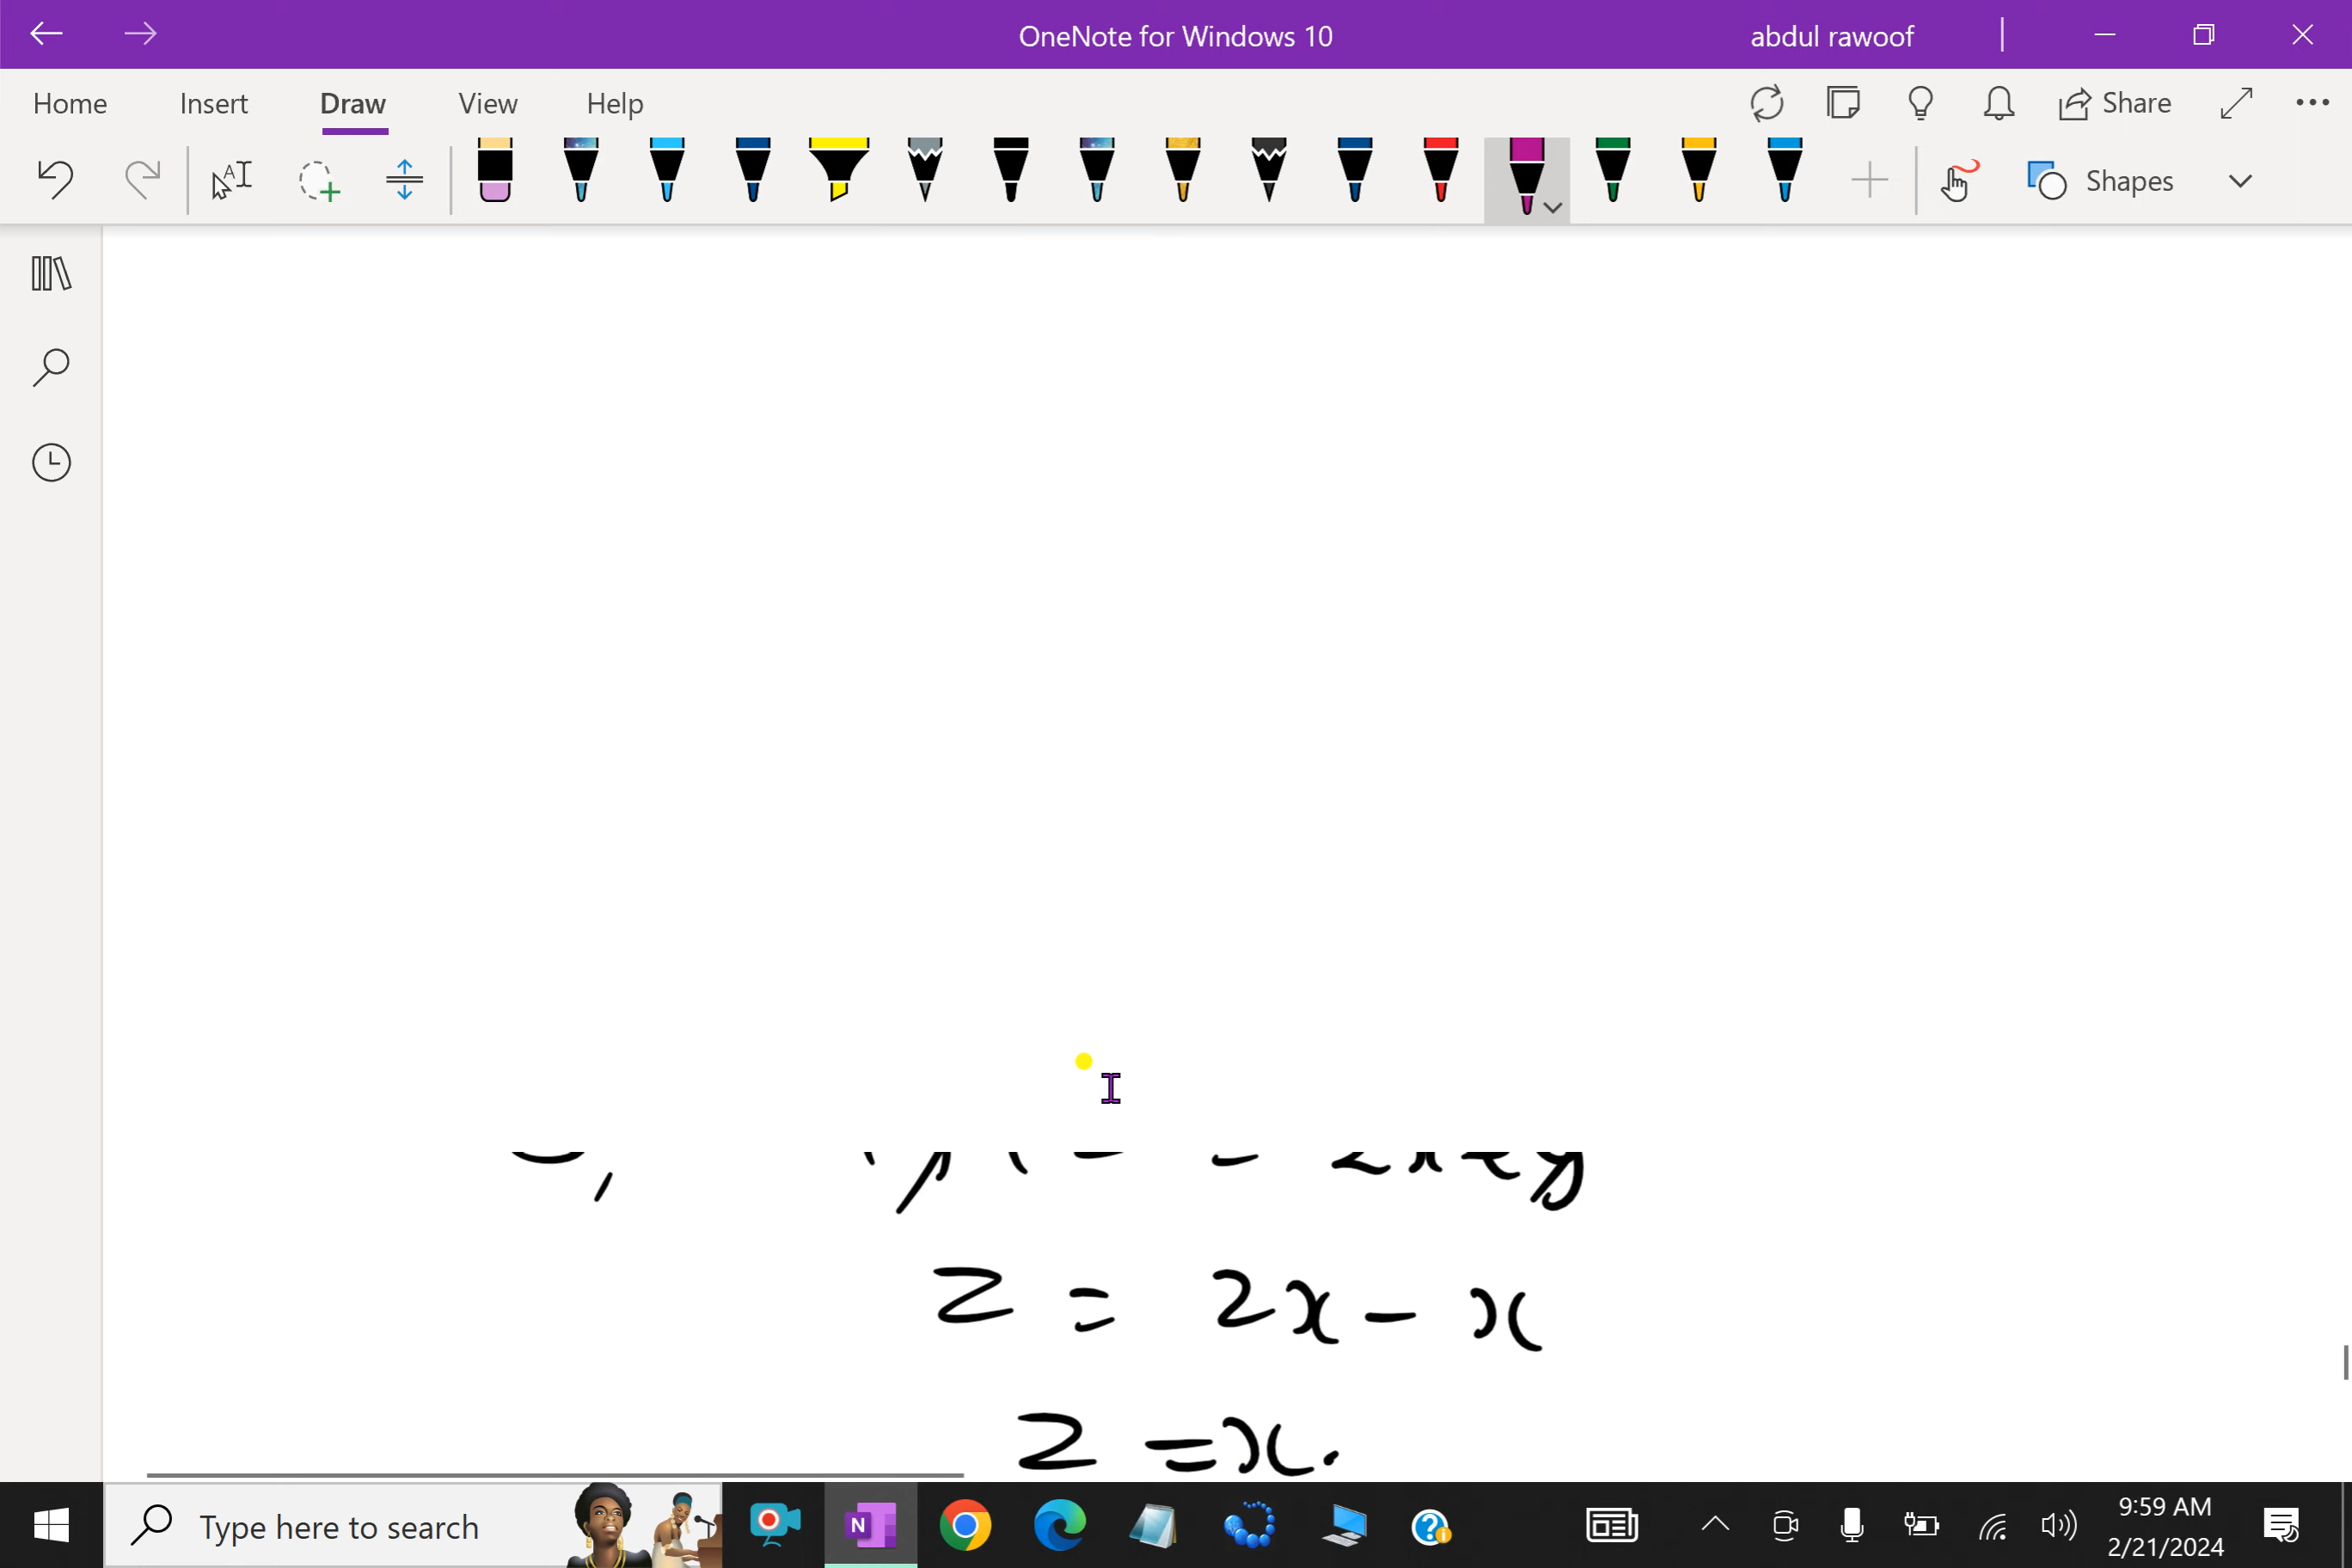 OneNote for Windows 10
abdul rawoof
Home Insert Draw View Help
Share
Shapes
z = 2x - x
z = x.
Type here to search
9:59 AM
2/21/2024